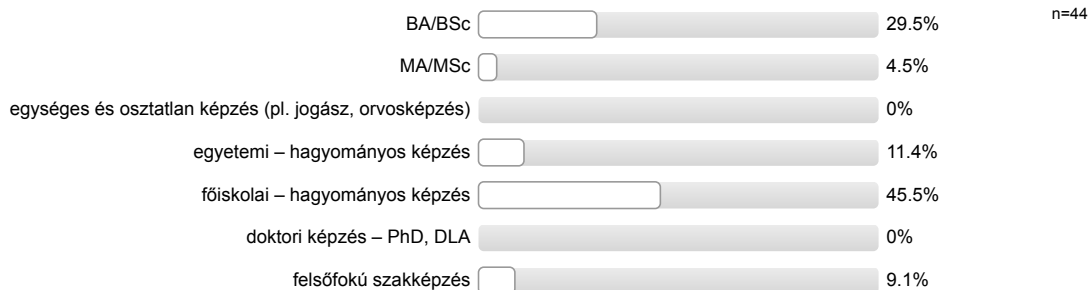 n=44
BA/BSc 29.5%
MA/MSc 4.5%
egységes és osztatlan képzés (pl. jogász, orvosképzés) 0%
egyetemi – hagyományos képzés 11.4%
főiskolai – hagyományos képzés 45.5%
doktori képzés – PhD, DLA 0%
felsőfokú szakképzés 9.1%